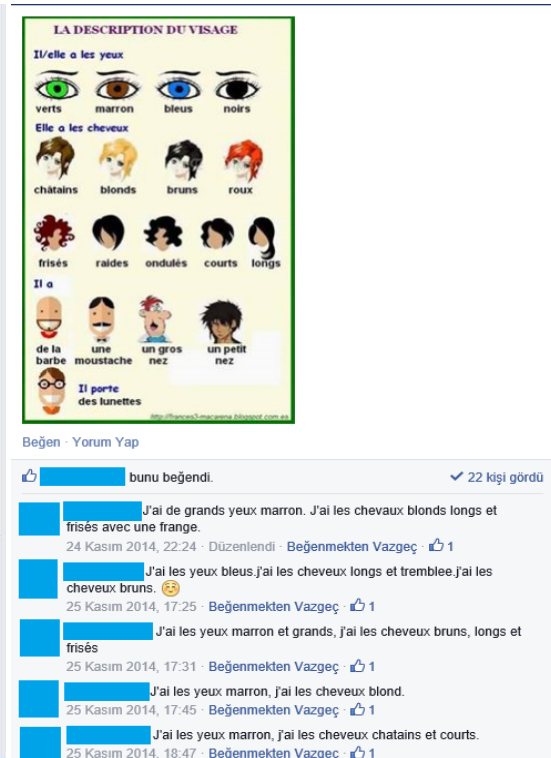 LA DESCRIPTION DU VISAGE
Il/elle a les yeux
verts marron bleus noirs
Elle a les cheveux
châtains blonds bruns roux
frisés raides ondulés courts longs
Il a
de la barbe une moustache un gros nez un petit nez
Il porte
des lunettes
http://frances3-macarena.blogspot.com.es
Beğen · Yorum Yap
bunu beğendi. 22 kişi gördü
J'ai de grands yeux marron. J'ai les chevaux blonds longs et
frisés avec une frange.
24 Kasım 2014, 22:24 · Düzenlendi · Beğenmekten Vazgeç · 1
J'ai les yeux bleus.j'ai les cheveux longs et tremblee.j'ai les
cheveux bruns.
25 Kasım 2014, 17:25 · Beğenmekten Vazgeç · 1
J'ai les yeux marron et grands, j'ai les cheveux bruns, longs et
frisés
25 Kasım 2014, 17:31 · Beğenmekten Vazgeç · 1
J'ai les yeux marron, j'ai les cheveux blond.
25 Kasım 2014, 17:45 · Beğenmekten Vazgeç · 1
J'ai les yeux marron, j'ai les cheveux chatains et courts.
25 Kasım 2014, 18:47 · Beğenmekten Vazgeç · 1